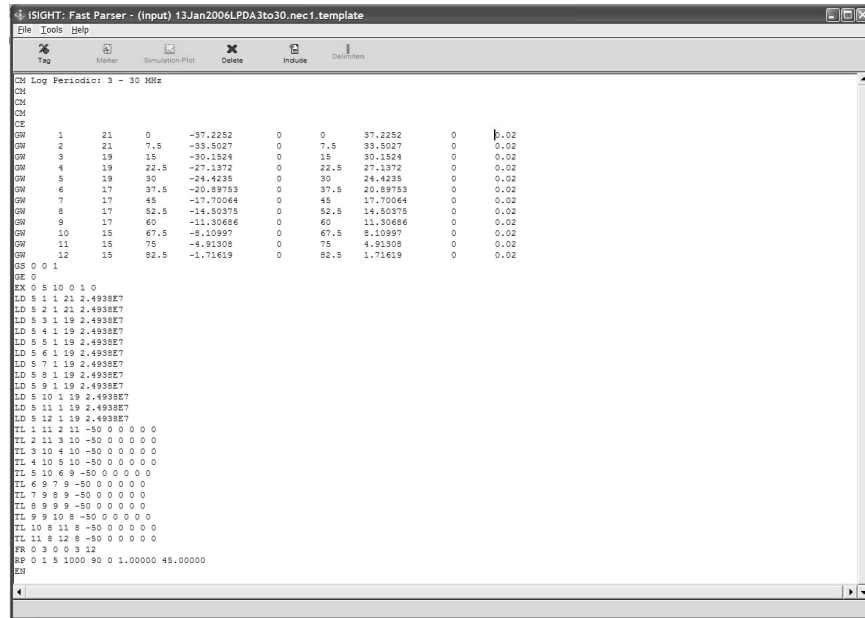 iSIGHT: Fast Parser - (input) 13Jan2006LPDA3to30.nec1.template
File Tools Help
Tag Marker Simulation-Plot Delete Include Delimiters
CM Log Periodic: 3 - 30 MHz
CM
CM
CM
CE
GW 1 21 0 -37.2252 0 0 37.2252 0 0.02
GW 2 21 7.5 -33.5027 0 7.5 33.5027 0 0.02
GW 3 19 15 -30.1524 0 15 30.1524 0 0.02
GW 4 19 22.5 -27.1372 0 22.5 27.1372 0 0.02
GW 5 19 30 -24.4235 0 30 24.4235 0 0.02
GW 6 17 37.5 -20.89753 0 37.5 20.89753 0 0.02
GW 7 17 45 -17.70064 0 45 17.70064 0 0.02
GW 8 17 52.5 -14.50375 0 52.5 14.50375 0 0.02
GW 9 17 60 -11.30686 0 60 11.30686 0 0.02
GW 10 15 67.5 -8.10997 0 67.5 8.10997 0 0.02
GW 11 15 75 -4.91308 0 75 4.91308 0 0.02
GW 12 15 82.5 -1.71619 0 82.5 1.71619 0 0.02
GS 0 0 1
GE 0
EX 0 5 10 0 1 0
LD 5 1 1 21 2.4938E7
LD 5 2 1 21 2.4938E7
LD 5 3 1 19 2.4938E7
LD 5 4 1 19 2.4938E7
LD 5 5 1 19 2.4938E7
LD 5 6 1 19 2.4938E7
LD 5 7 1 19 2.4938E7
LD 5 8 1 19 2.4938E7
LD 5 9 1 19 2.4938E7
LD 5 10 1 19 2.4938E7
LD 5 11 1 19 2.4938E7
LD 5 12 1 19 2.4938E7
TL 1 11 2 11 -50 0 0 0 0 0
TL 2 11 3 10 -50 0 0 0 0 0
TL 3 10 4 10 -50 0 0 0 0 0
TL 4 10 5 10 -50 0 0 0 0 0
TL 5 10 6 9 -50 0 0 0 0 0
TL 6 9 7 9 -50 0 0 0 0 0
TL 7 9 8 9 -50 0 0 0 0 0
TL 8 9 9 9 -50 0 0 0 0 0
TL 9 9 10 8 -50 0 0 0 0 0
TL 10 8 11 8 -50 0 0 0 0 0
TL 11 8 12 8 -50 0 0 0 0 0
FR 0 3 0 0 3 12
RP 0 1 5 1000 90 0 1.00000 45.00000
EN